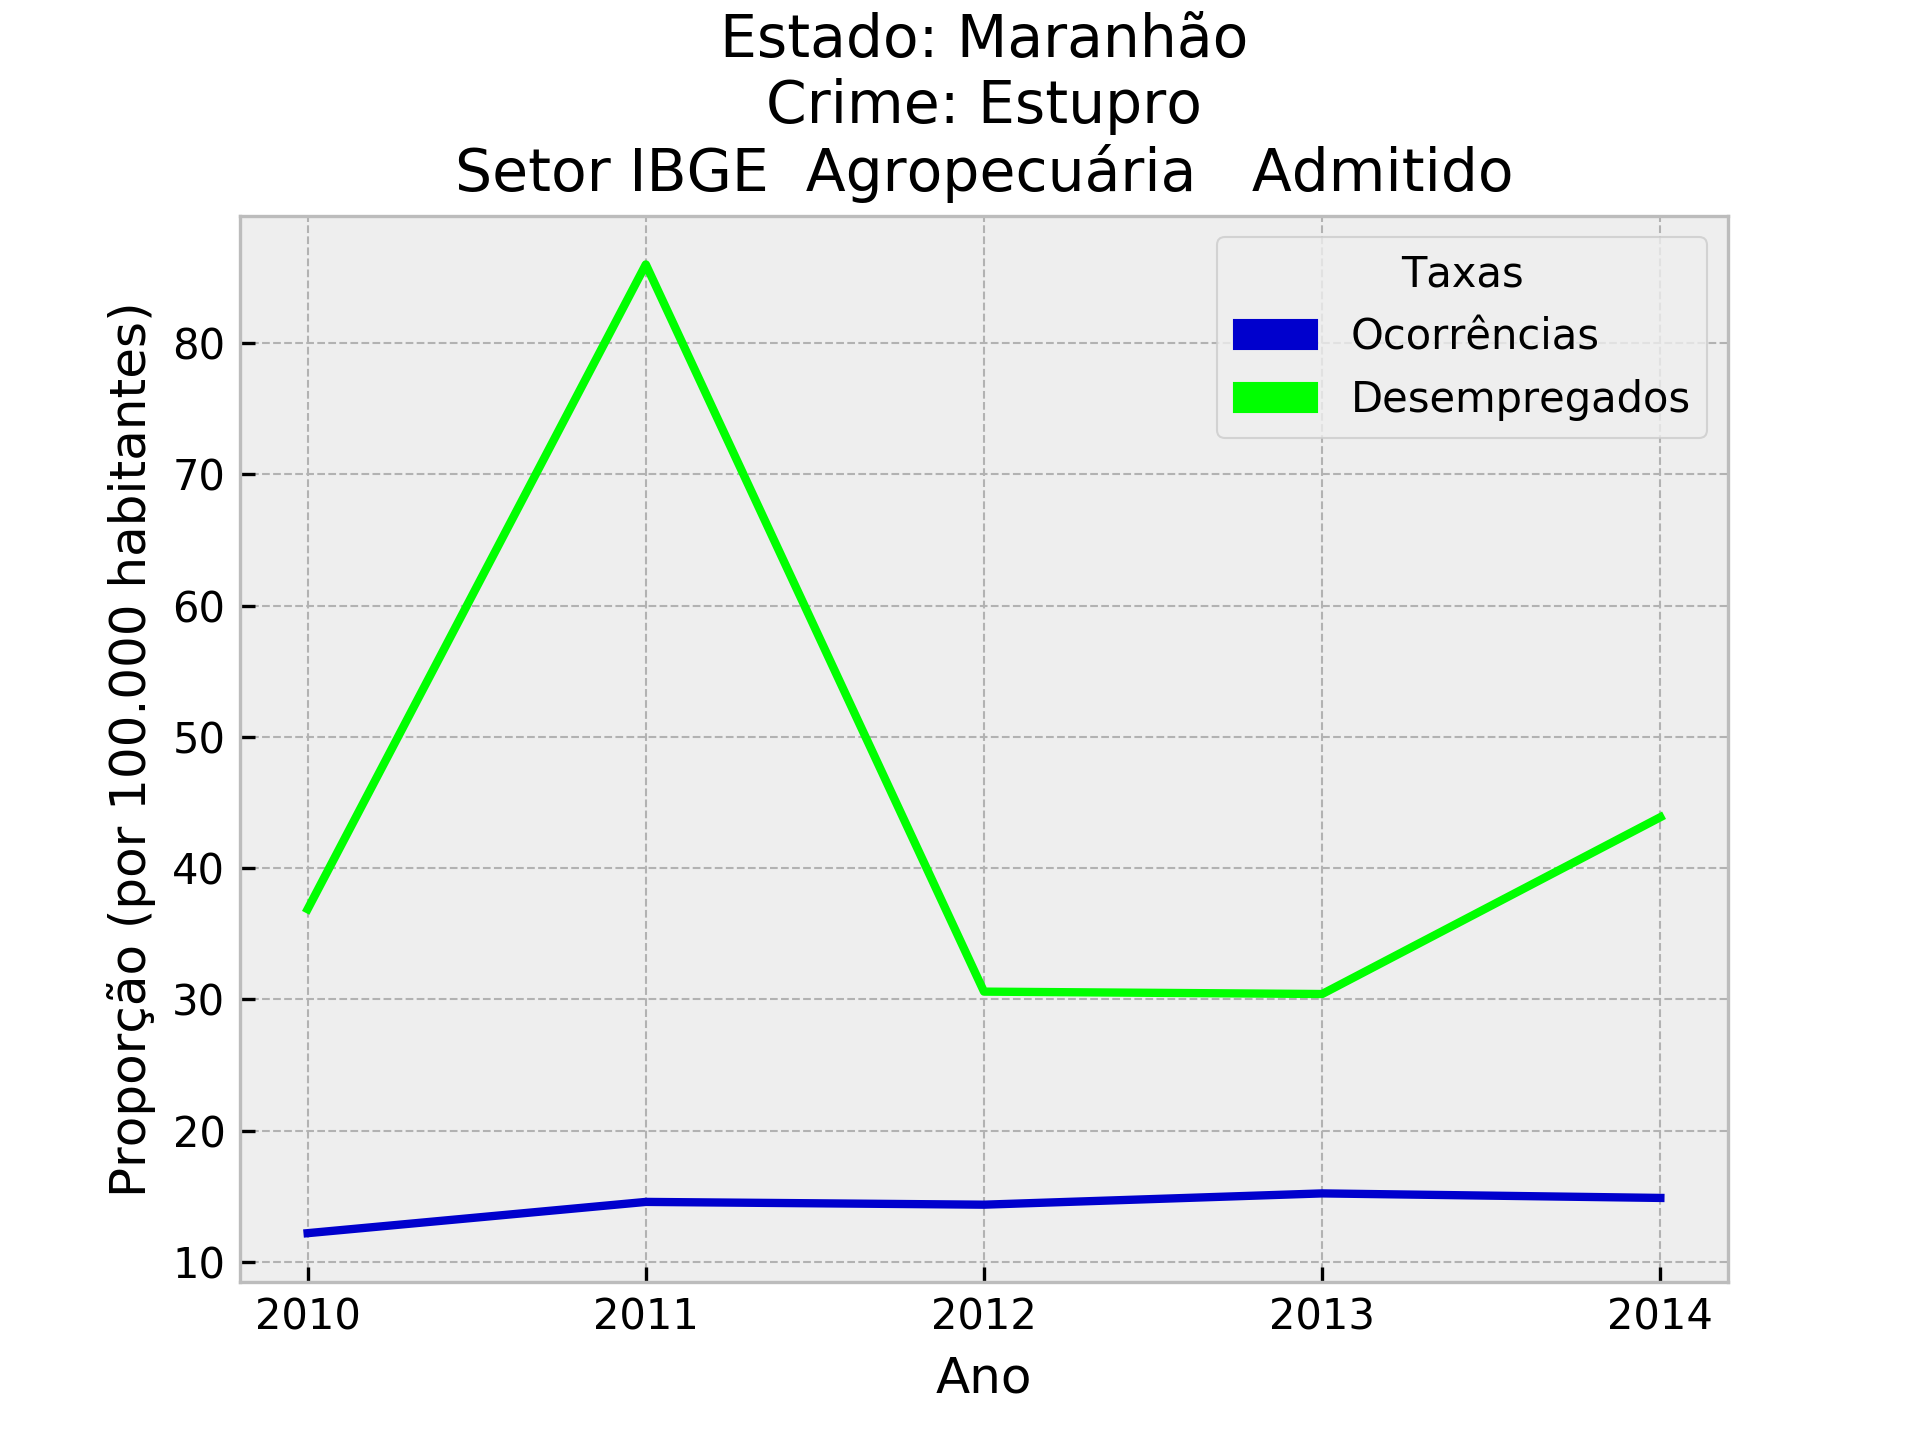 Estado: Maranhão
Crime: Estupro
Setor IBGE  Agropecuária   Admitido
Proporção (por 100.000 habitantes)
80
70
60
50
40
30
20
10
Taxas
Ocorrências
Desempregados
2010 2011 2012 2013 2014
Ano